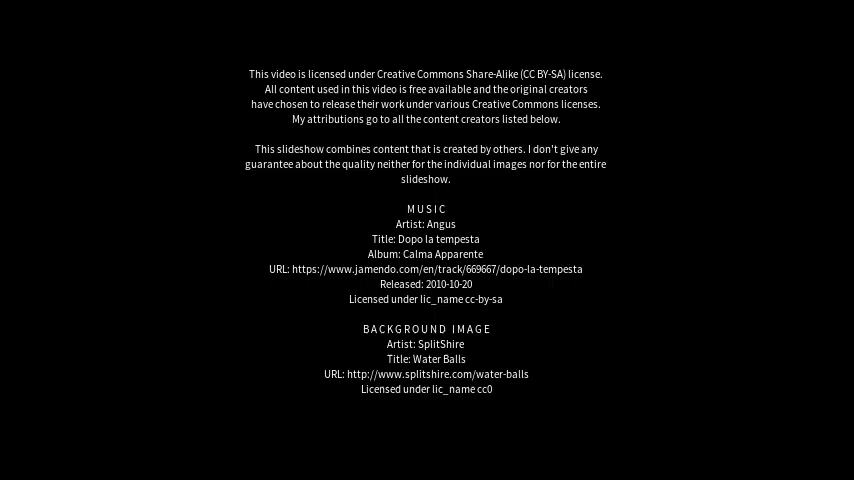 This video is licensed under Creative Commons Share-Alike (CC BY-SA) license.
All content used in this video is free available and the original creators
have chosen to release their work under various Creative Commons licenses.
My attributions go to all the content creators listed below.
This slideshow combines content that is created by others. I don't give any
guarantee about the quality neither for the individual images nor for the entire
slideshow.
MUSIC
Artist: Angus
Title: Dopo la tempesta
Album: Calma Apparente
URL: https://www.jamendo.com/en/track/669667/dopo-la-tempesta
Released: 2010-10-20
Licensed under lic_name cc-by-sa
BACKGROUND IMAGE
Artist: SplitShire
Title: Water Balls
URL: http://www.splitshire.com/water-balls
Licensed under lic_name cc0